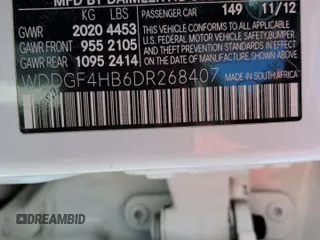 MFD BY DAIMLER
KG LBS PASSENGER CAR 149 11/12
GVWR 2020 4453 THIS VEHICLE CONFORMS TO ALL APPLICABLE
GAWR FRONT 955 2105 U.S. FEDERAL MOTOR VEHICLE SAFETY, BUMPER,
GAWR REAR 1095 2414 AND THEFT PREVENTION STANDARDS IN EFFECT
ON THE DATE OF MANUFACTURE SHOWN ABOVE.
WDDGF4HB6DR268407
MADE IN SOUTH AFRICA
DREAMBID